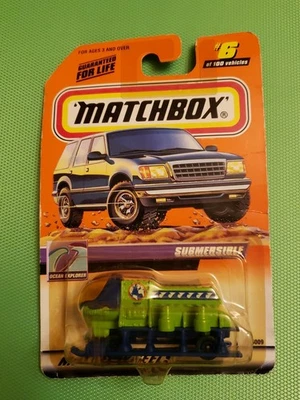 FOR AGES 3 AND OVER
GUARANTEED
FOR LIFE
#6
of 100 vehicles
MATCHBOX®
SUBMERSIBLE
OCEAN EXPLORER